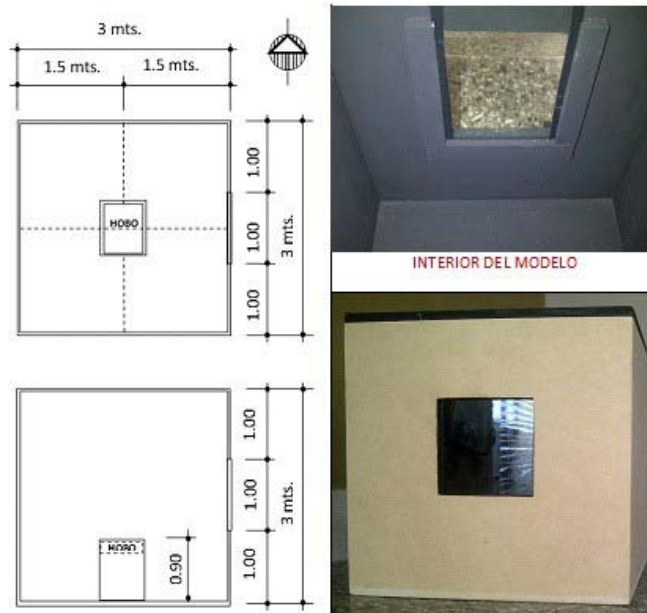 3 mts.
1.5 mts. 1.5 mts.
1.00
1.00
1.00
3 mts.
HOBO
INTERIOR DEL MODELO
1.00
1.00
1.00
3 mts.
HOBO
0.90